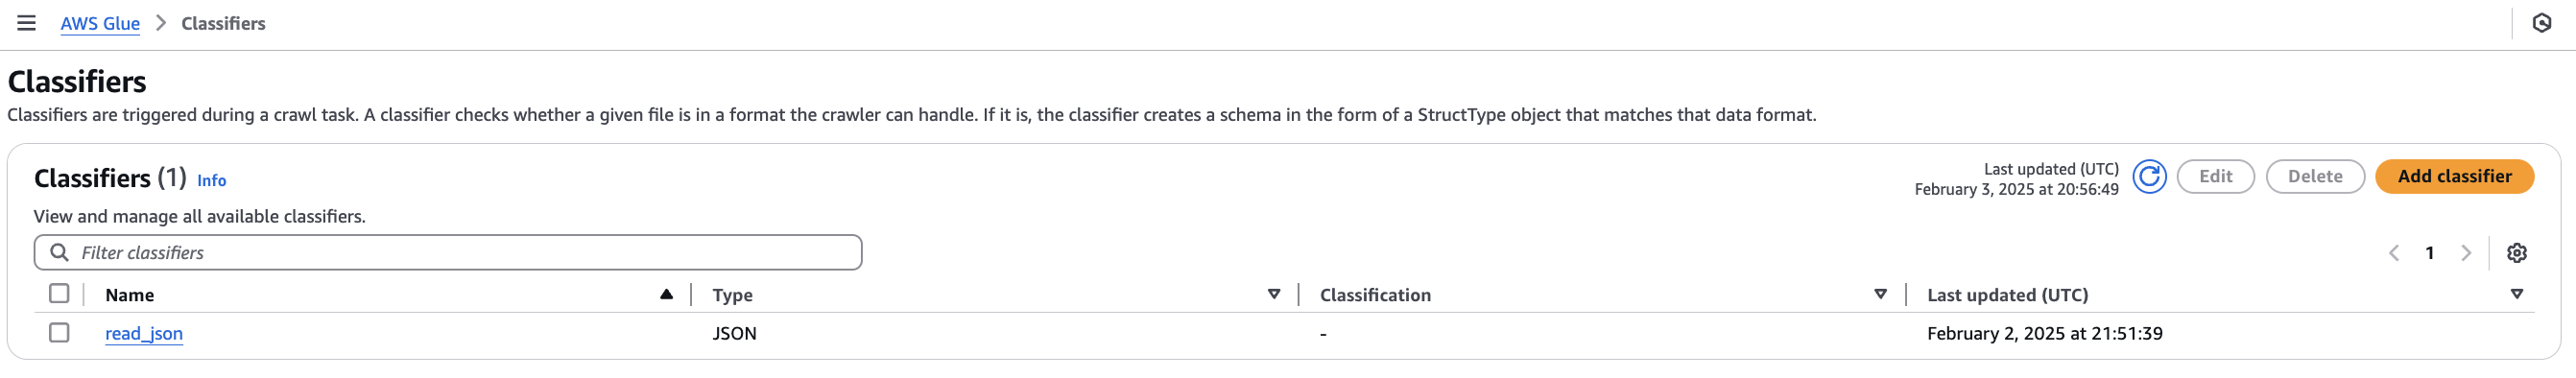 AWS Glue > Classifiers
Classifiers
Classifiers are triggered during a crawl task. A classifier checks whether a given file is in a format the crawler can handle. If it is, the classifier creates a schema in the form of a StructType object that matches that data format.
Classifiers (1) Info
Last updated (UTC)
February 3, 2025 at 20:56:49
Edit Delete Add classifier
View and manage all available classifiers.
Filter classifiers
1
Name Type Classification Last updated (UTC)
read_json JSON - February 2, 2025 at 21:51:39